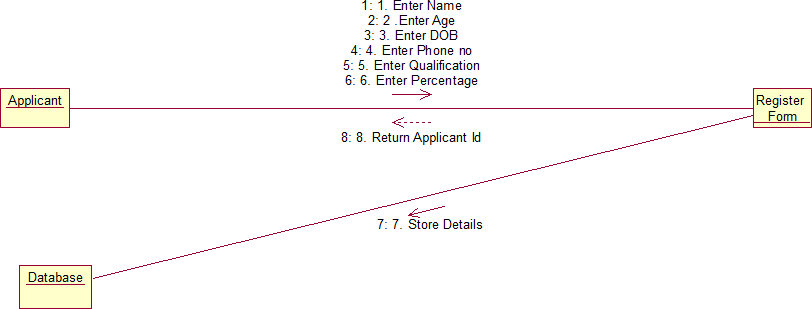 1: 1. Enter Name
2: 2 .Enter Age
3: 3. Enter DOB
4: 4. Enter Phone no
5: 5. Enter Qualification
6: 6. Enter Percentage
Applicant
Register
Form
8: 8. Return Applicant Id
7: 7. Store Details
Database